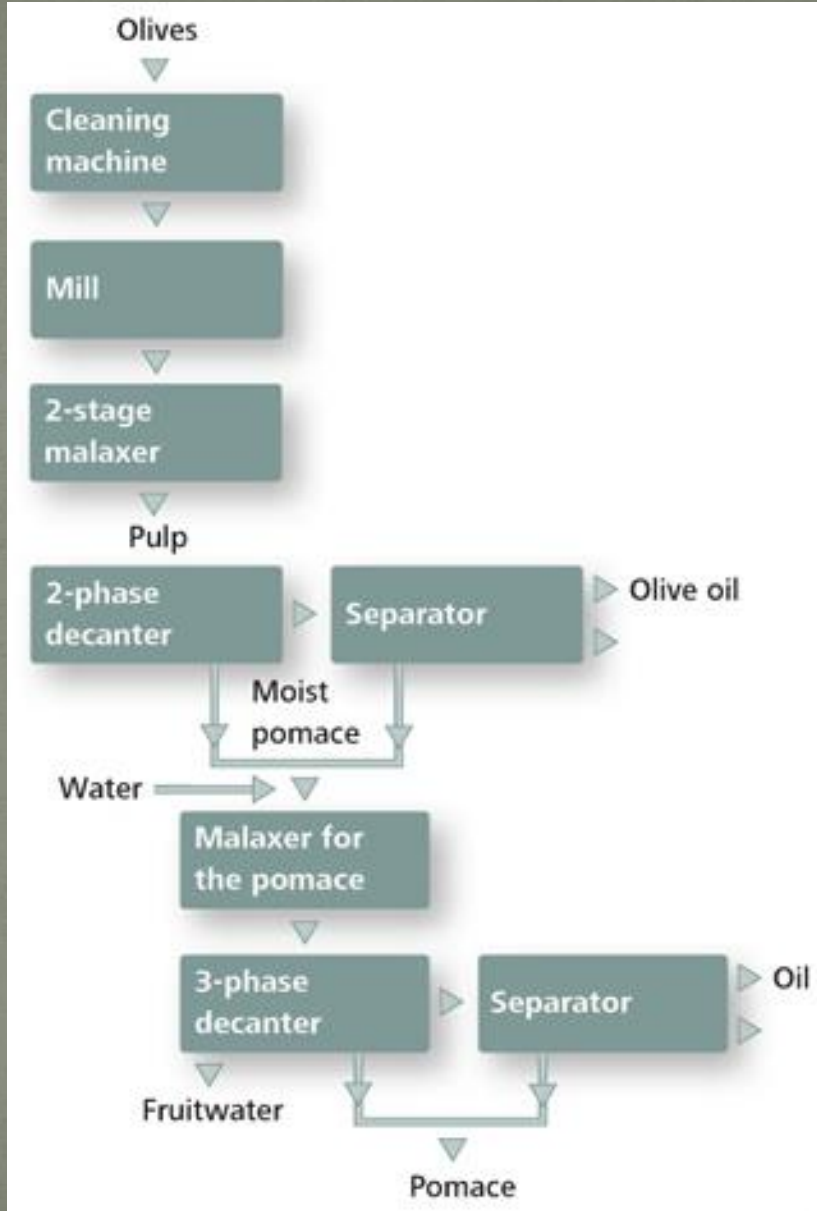 Olives
Cleaning
machine
Mill
2-stage
malaxer
Pulp
2-phase
decanter
Separator
Olive oil
Moist
pomace
Water
Malaxer for
the pomace
3-phase
decanter
Separator
Oil
Fruitwater
Pomace